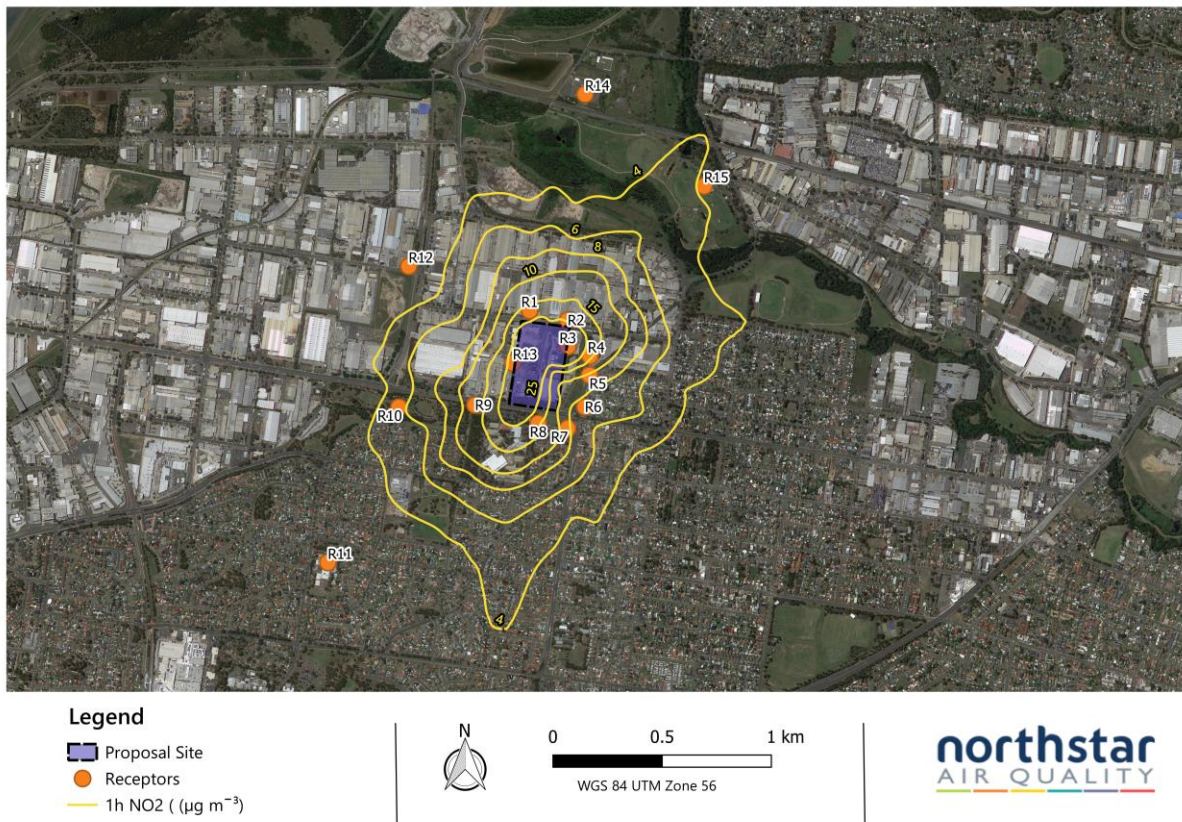 R14
4
R15
6
8
R12
10
R1
15
R2
R3
R4
R13
R5
25
R9
R6
R10
R8
R7
R11
4
Legend
Proposal Site
Receptors
1h NO2 ( (µg m⁻³)
N
0 0.5 1 km
WGS 84 UTM Zone 56
northstar
AIR QUALITY